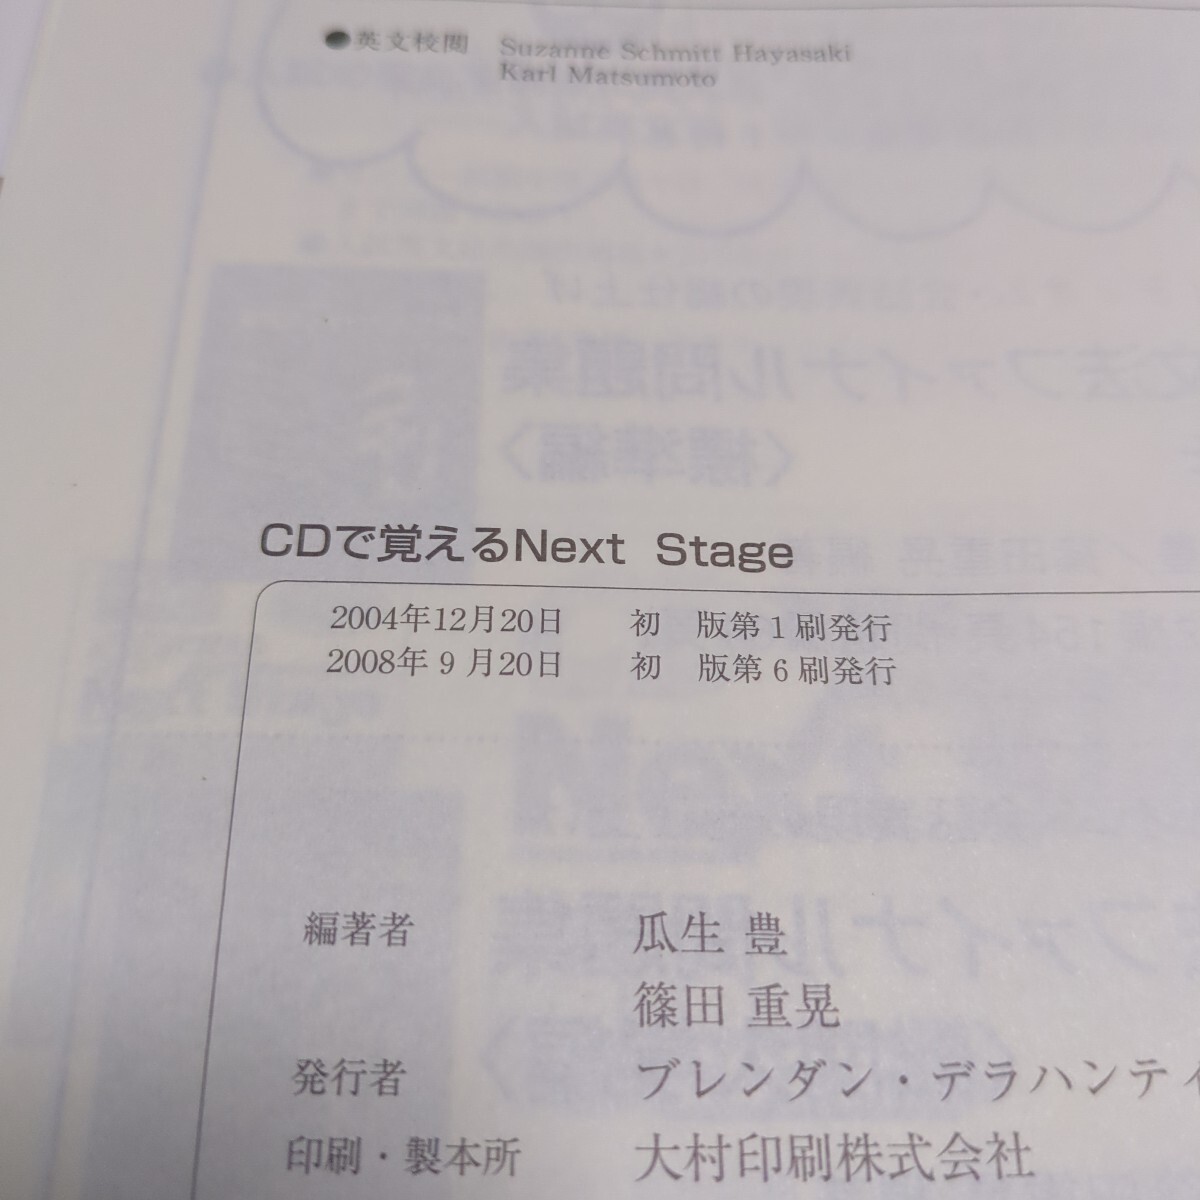 ●英文校閲 Suzanne Schmitt Hayasaki
Karl Matsumoto
CDで覚えるNext Stage
2004年12月20日 初 版第1刷発行
2008年9月20日 初 版第6刷発行
編著者 瓜生 豊
篠田 重晃
発行者 ブレンダン・デラハンティ
印刷・製本所 大村印刷株式会社